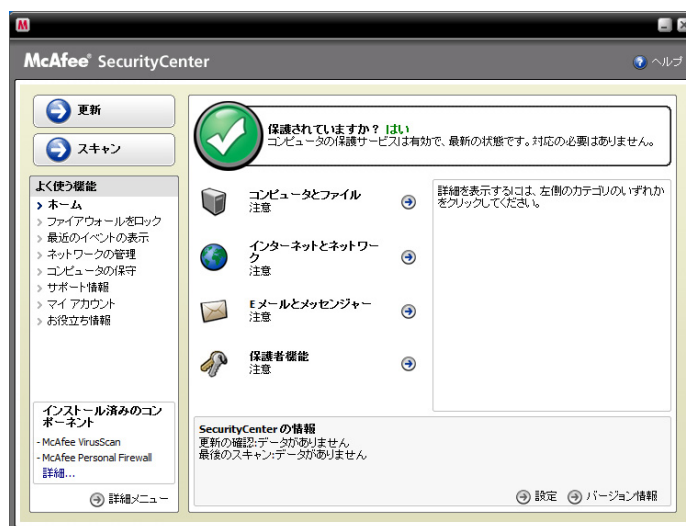 McAfee® SecurityCenter
ヘルプ
更新
スキャン
よく使う機能
ホーム
ファイアウォールをロック
最近のイベントの表示
ネットワークの管理
コンピュータの保守
サポート情報
マイ アカウント
お役立ち情報
インストール済みのコン
ポーネント
- McAfee VirusScan
- McAfee Personal Firewall
詳細...
詳細メニュー
保護されていますか? はい
コンピュータの保護サービスは有効で、最新の状態です。対応の必要はありません。
コンピュータとファイル
注意
インターネットとネットワー
ク
注意
Eメールとメッセンジャー
注意
保護者機能
注意
詳細を表示するには、左側のカテゴリのいずれか
をクリックしてください。
SecurityCenter の情報
更新の確認:データがありません
最後のスキャン:データがありません
設定
バージョン情報